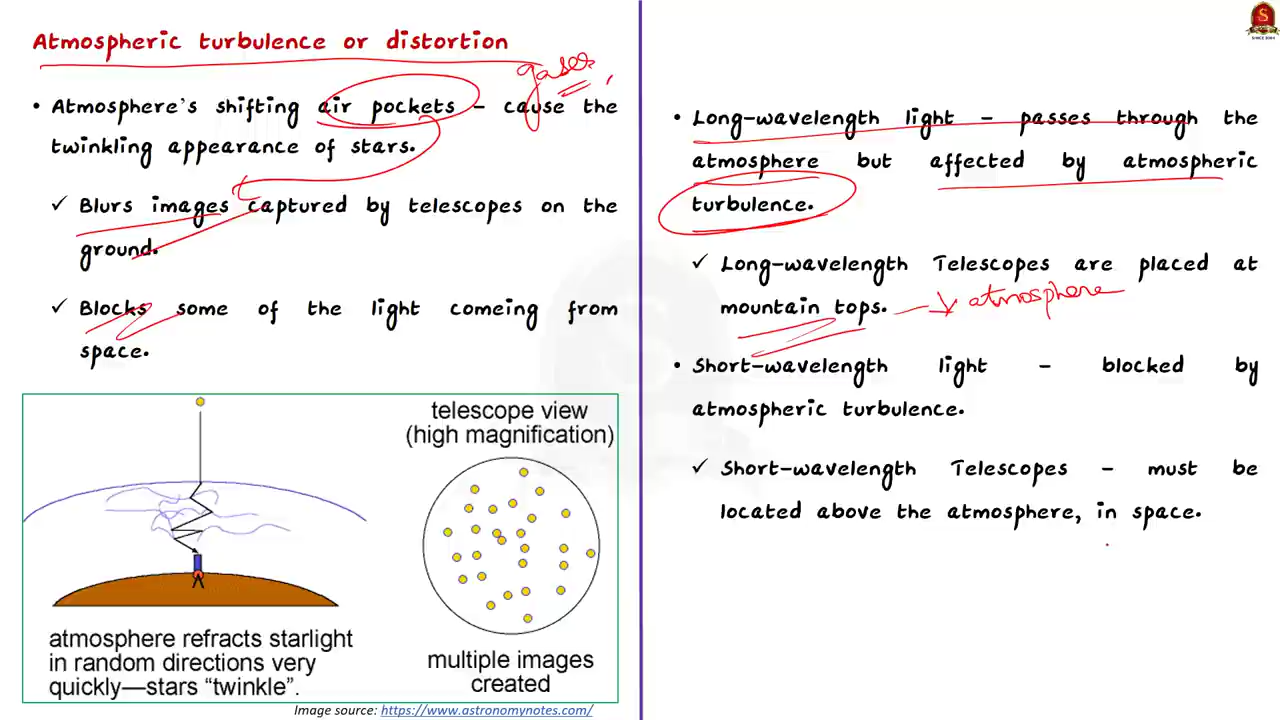 Atmospheric turbulence or distortion
gases,
• Atmosphere's shifting air pockets - cause the
twinkling appearance of stars.
✓ Blurs images captured by telescopes on the
ground.
✓ Blocks some of the light comeing from
space.
telescope view
(high magnification)
atmosphere refracts starlight
in random directions very
quickly—stars “twinkle”.
multiple images
created
Image source: https://www.astronomynotes.com/
• Long-wavelength light - passes through the
atmosphere but affected by atmospheric
turbulence.
✓ Long-wavelength Telescopes are placed at
mountain tops. → ↓ atmosphere
• Short-wavelength light - blocked by
atmospheric turbulence.
✓ Short-wavelength Telescopes - must be
located above the atmosphere, in space.
S